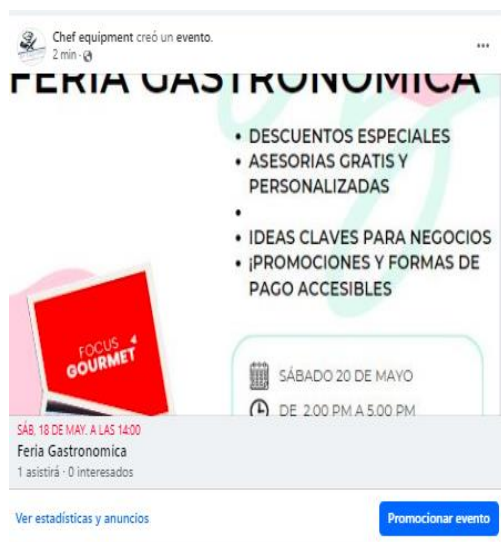 Chef equipment creó un evento.
2 min ·
FERIA GASTRONOMICA
• DESCUENTOS ESPECIALES
• ASESORIAS GRATIS Y
PERSONALIZADAS
•
• IDEAS CLAVES PARA NEGOCIOS
• ¡PROMOCIONES Y FORMAS DE
PAGO ACCESIBLES
FOCUS
GOURMET
SÁBADO 20 DE MAYO
DE 2.00 PM A 5.00 PM
SÁB, 18 DE MAY. A LAS 14:00
Feria Gastronomica
1 asistirá · 0 interesados
Ver estadísticas y anuncios
Promocionar evento